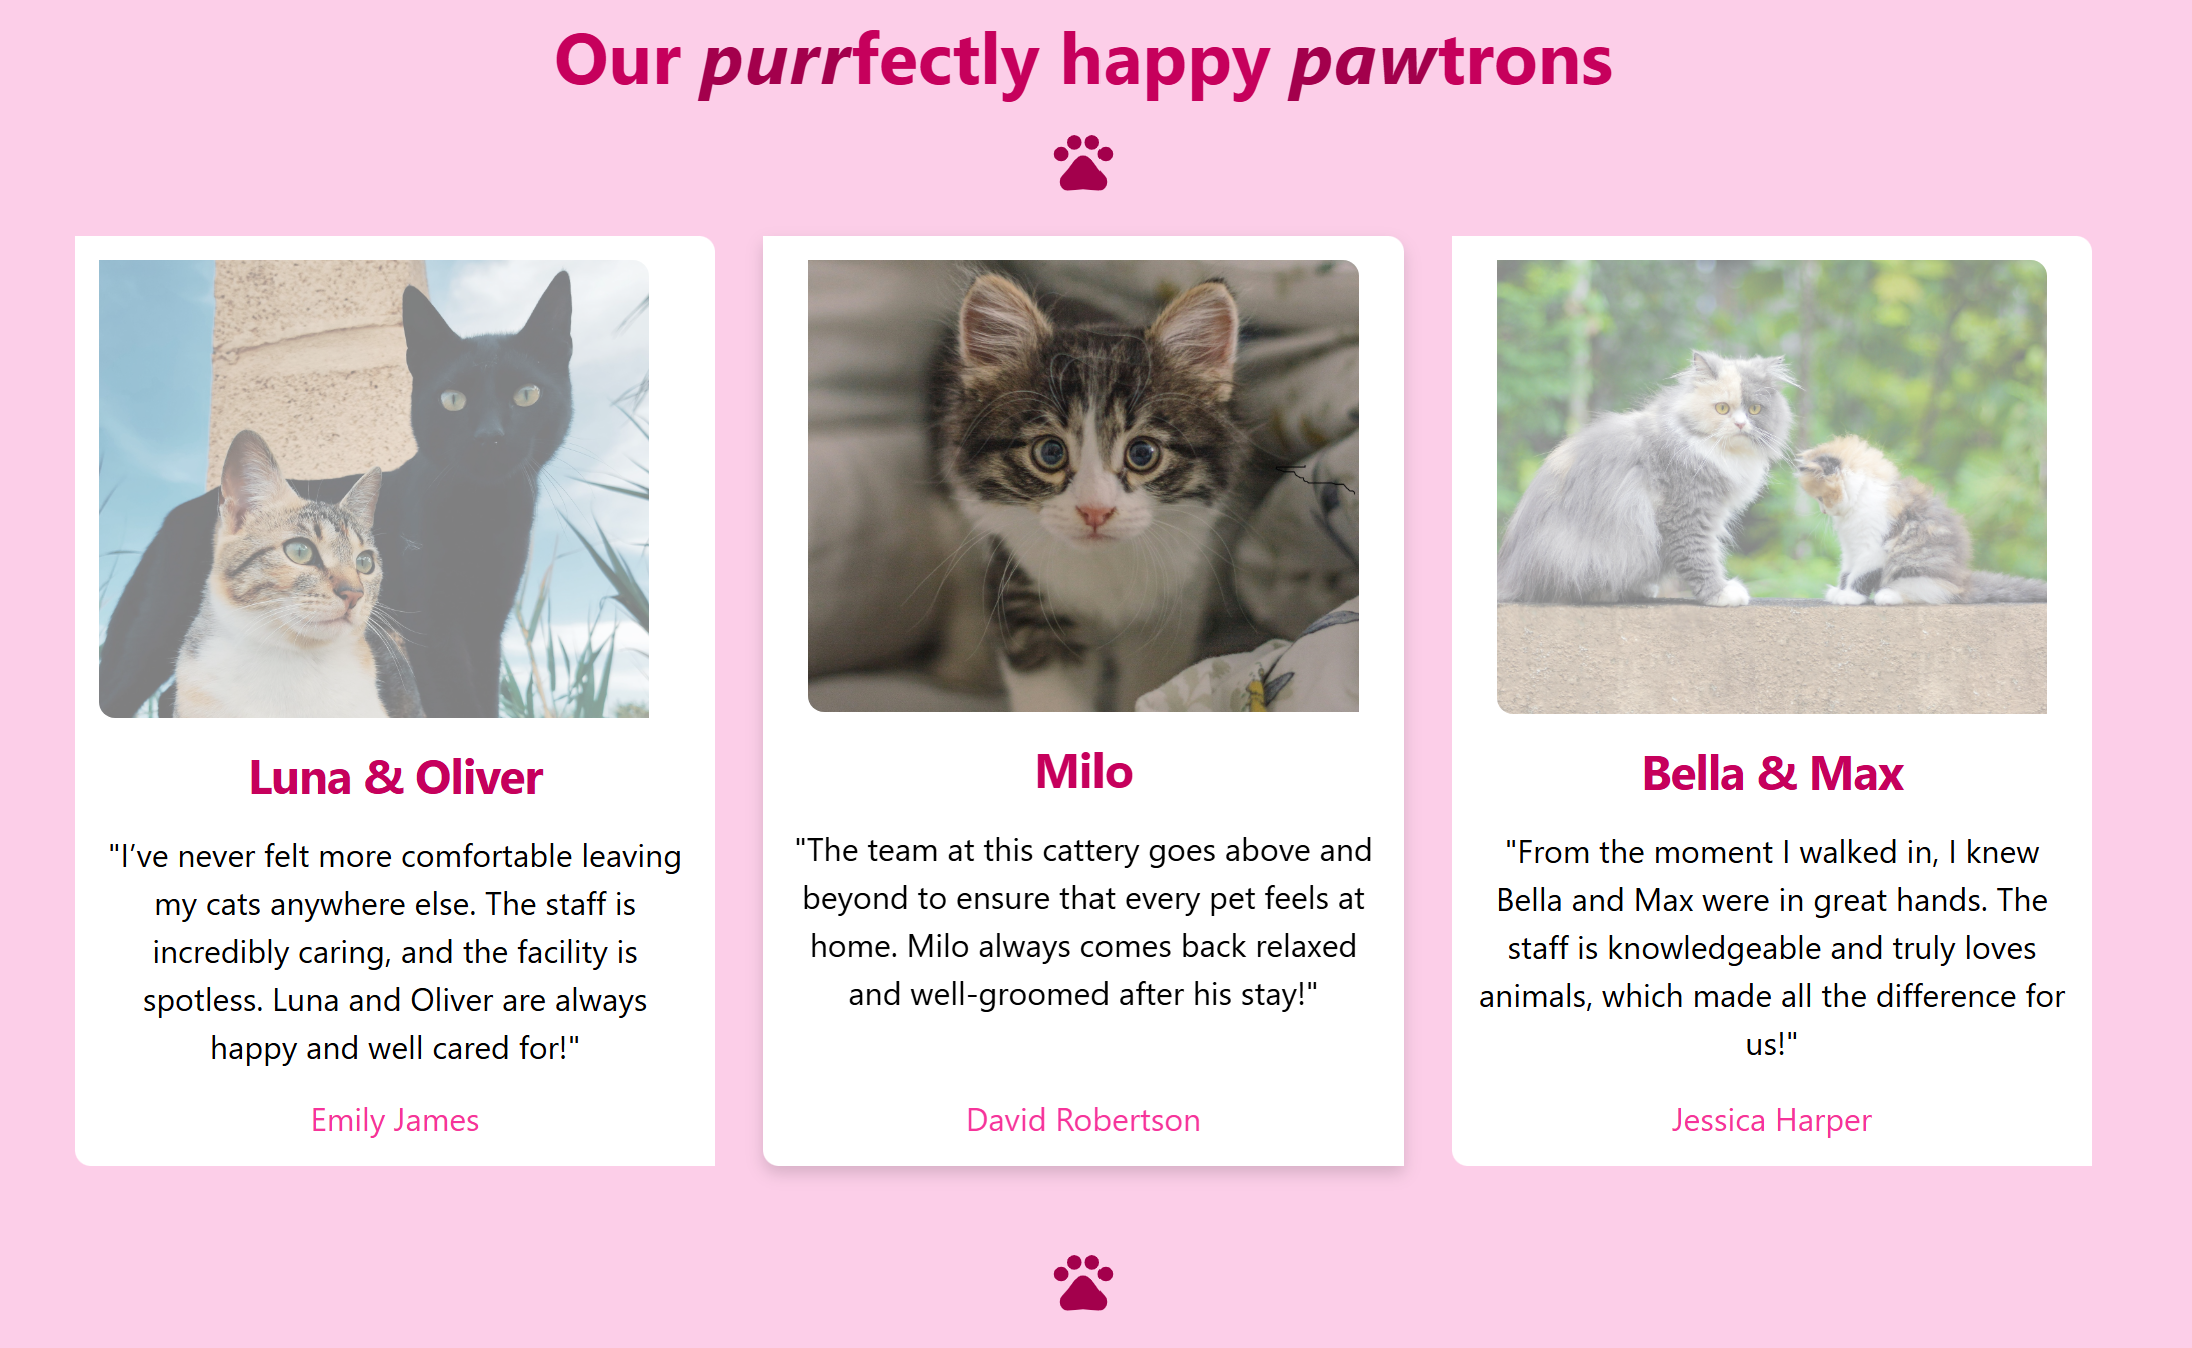 Our purrfectly happy pawtrons
Luna & Oliver
"I’ve never felt more comfortable leaving
my cats anywhere else. The staff is
incredibly caring, and the facility is
spotless. Luna and Oliver are always
happy and well cared for!"
Emily James
Milo
"The team at this cattery goes above and
beyond to ensure that every pet feels at
home. Milo always comes back relaxed
and well-groomed after his stay!"
David Robertson
Bella & Max
"From the moment I walked in, I knew
Bella and Max were in great hands. The
staff is knowledgeable and truly loves
animals, which made all the difference for
us!"
Jessica Harper